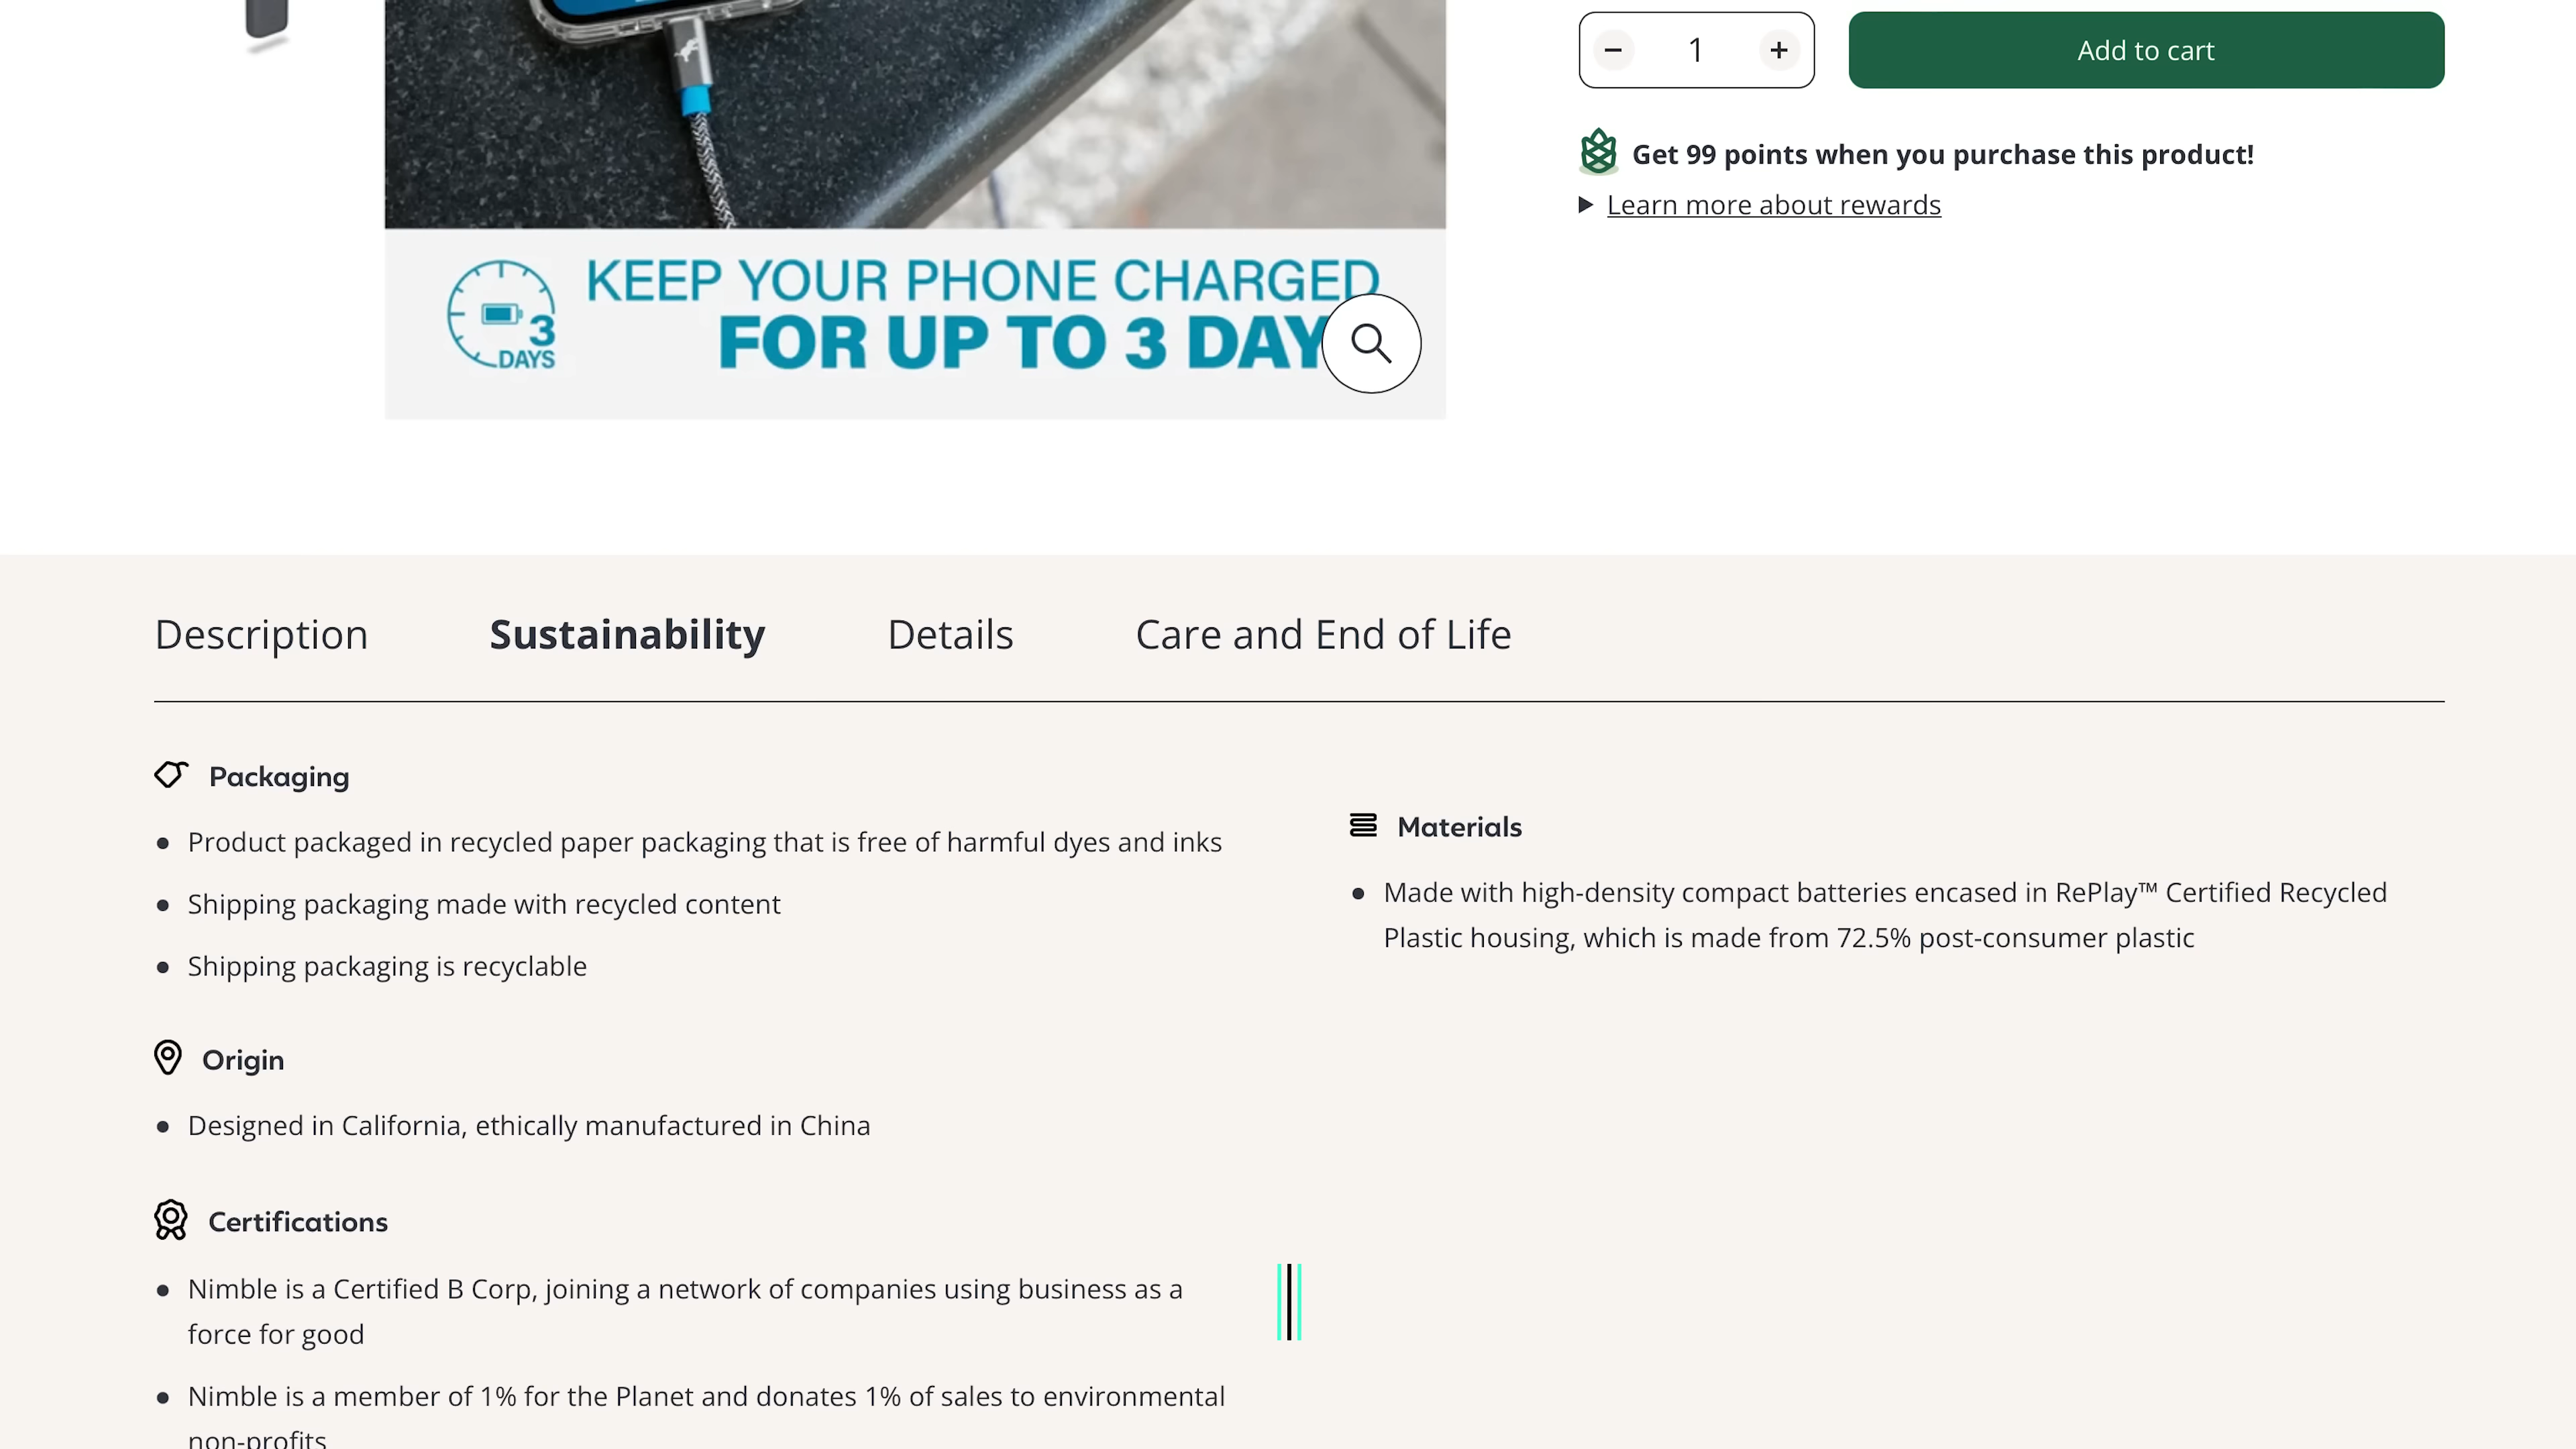 1
Add to cart
Get 99 points when you purchase this product!
Learn more about rewards
KEEP YOUR PHONE CHARGED
FOR UP TO 3 DAY
3
DAYS
Description
Sustainability
Details
Care and End of Life
Packaging
Product packaged in recycled paper packaging that is free of harmful dyes and inks
Shipping packaging made with recycled content
Shipping packaging is recyclable
Origin
Designed in California, ethically manufactured in China
Certifications
Nimble is a Certified B Corp, joining a network of companies using business as a
force for good
Nimble is a member of 1% for the Planet and donates 1% of sales to environmental
non-profits
Materials
Made with high-density compact batteries encased in RePlay™ Certified Recycled
Plastic housing, which is made from 72.5% post-consumer plastic